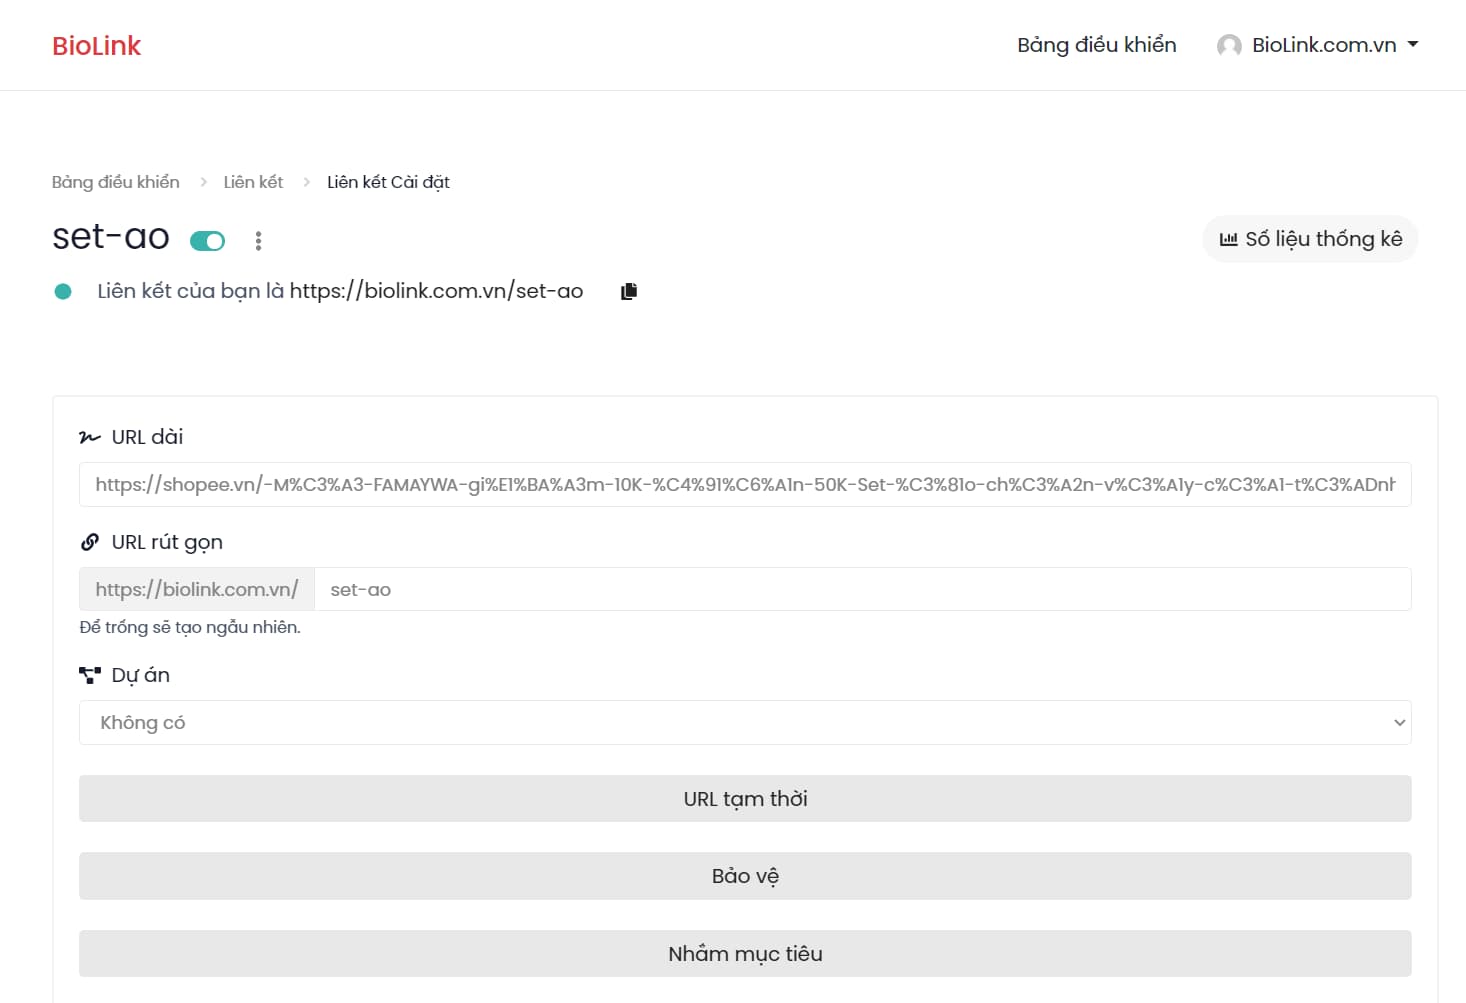 BioLink
Bảng điều khiển
BioLink.com.vn
Bảng điều khiển > Liên kết > Liên kết Cài đặt
set-ao
Số liệu thống kê
Liên kết của bạn là https://biolink.com.vn/set-ao
URL dài
https://shopee.vn/-M%C3%A3-FAMAYWA-gi%E1%BA%A3m-10K-%C4%91%C6%A1n-50K-Set-%C3%81o-ch%C3%A2n-v%C3%A1y-c%C3%A1-t%C3%ADnh
URL rút gọn
https://biolink.com.vn/ set-ao
Để trống sẽ tạo ngẫu nhiên.
Dự án
Không có
URL tạm thời
Bảo vệ
Nhắm mục tiêu